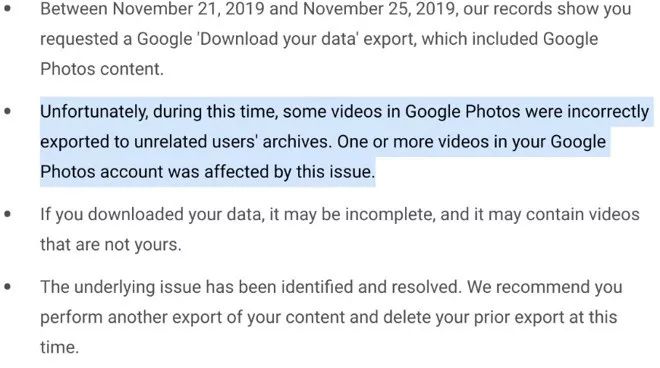 • Between November 21, 2019 and November 25, 2019, our records show you
requested a Google 'Download your data' export, which included Google
Photos content.
• Unfortunately, during this time, some videos in Google Photos were incorrectly
exported to unrelated users' archives. One or more videos in your Google
Photos account was affected by this issue.
• If you downloaded your data, it may be incomplete, and it may contain videos
that are not yours.
• The underlying issue has been identified and resolved. We recommend you
perform another export of your content and delete your prior export at this
time.